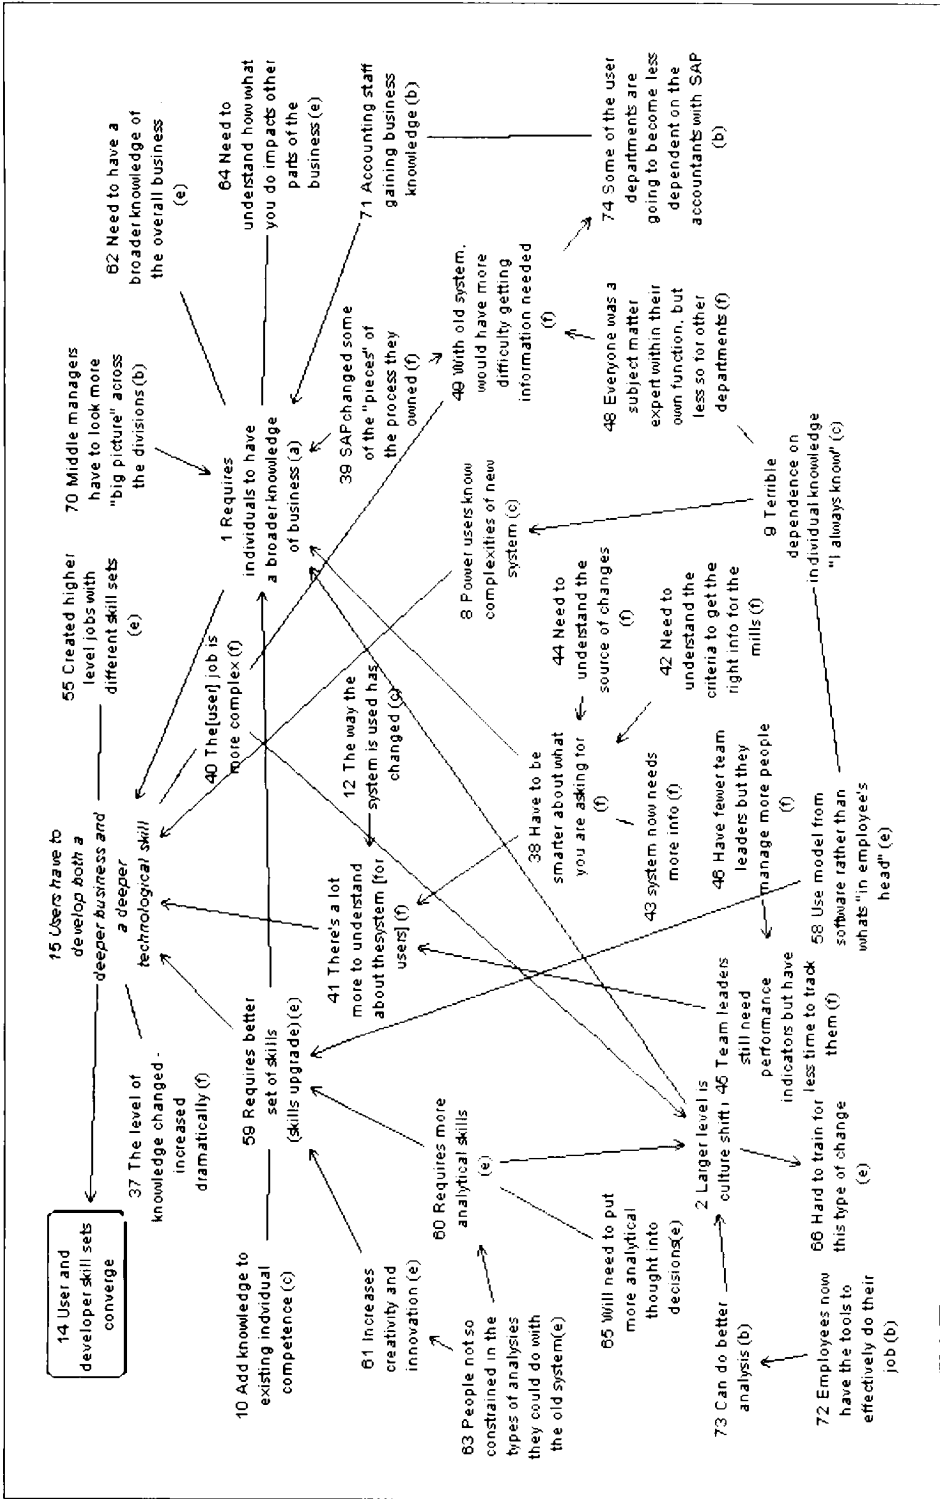 14 User and
developer skill sets
converge
15 Users have to
develop both a
deeper business and
a deeper
technological skill
55 Created higher
level jobs with
different skill sets
(e)
70 Middle managers
have to look more
"big picture" across
the divisions (b)
62 Need to have a
broader knowledge of
the overall business
(e)
64 Need to
understand how what
you do impacts other
parts of the
business (e)
37 The level of
knowledge changed -
increased
dramatically (f)
40 The[user] job is
more complex (f)
1 Requires
individuals to have
a broader knowledge
of business (a)
71 Accounting staff
gaining business
knowledge (b)
10 Add knowledge to
existing individual
competence (c)
59 Requires better
set of skills
(skills upgrade) (e)
12 The way the
system is used has
changed (c)
39 SAP changed some
of the "pieces" of
the process they
owned (f)
61 Increases
creativity and
innovation (e)
41 There's a lot
more to understand
about thesystem [for
users] (f)
8 Power users know
complexities of new
system (c)
49 With old system,
would have more
difficulty getting
information needed
(f)
74 Some of the user
departments are
going to become less
dependent on the
accountants with SAP
(b)
63 People not so
constrained in the
types of analyses
they could do with
the old system(e)
60 Requires more
analytical skills
(e)
38 Have to be
smarter about what
you are asking for
(f)
44 Need to
understand the
source of changes
(f)
48 Everyone was a
subject matter
expert within their
own function, but
less so for other
departments (f)
65 Will need to put
more analytical
thought into
decisions(e)
43 system now needs
more info (f)
42 Need to
understand the
criteria to get the
right info for the
mills (f)
73 Can do better
analysis (b)
2 Larger level is
culture shift
45 Team leaders
still need
performance
indicators but have
less time to track
them (f)
46 Have fewer team
leaders but they
manage more people
(f)
9 Terrible
dependence on
individual knowledge
"I always know" (c)
72 Employees now
have the tools to
effectively do their
job (b)
66 Hard to train for
this type of change
(e)
58 Use model from
software rather than
whats "in employee's
head" (e)